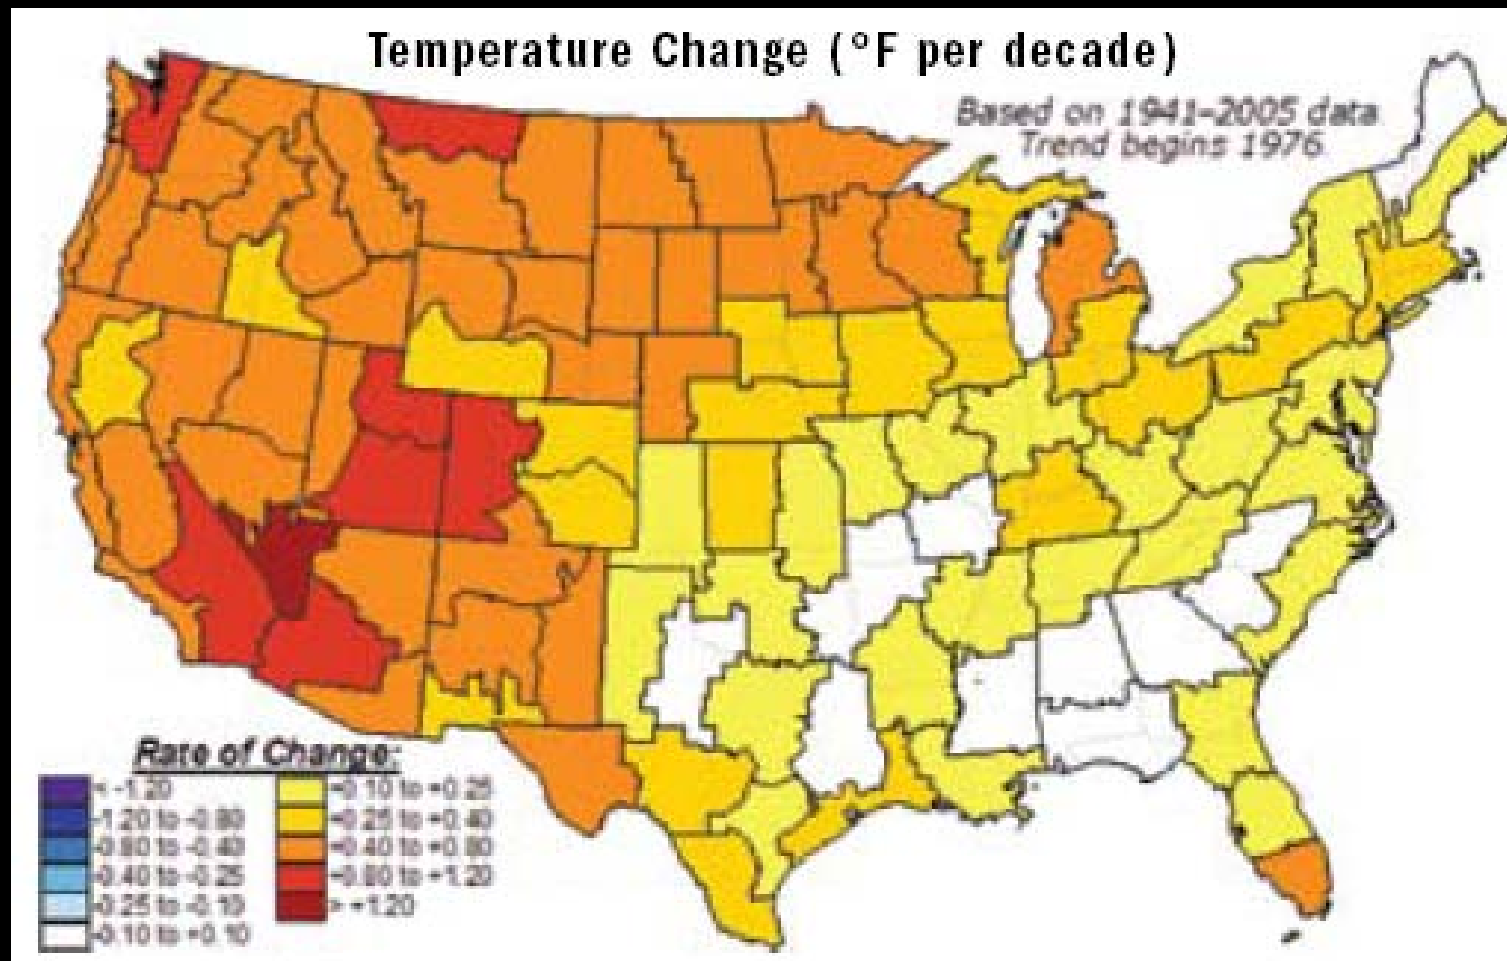 Temperature Change (°F per decade)
Based on 1941-2005 data
Trend begins 1976
Rate of Change:
< -1.20
-1.20 to -0.80
-0.80 to -0.40
-0.40 to -0.25
-0.25 to -0.10
-0.10 to +0.10
+0.10 to +0.25
+0.25 to +0.40
+0.40 to +0.80
+0.80 to +1.20
> +1.20